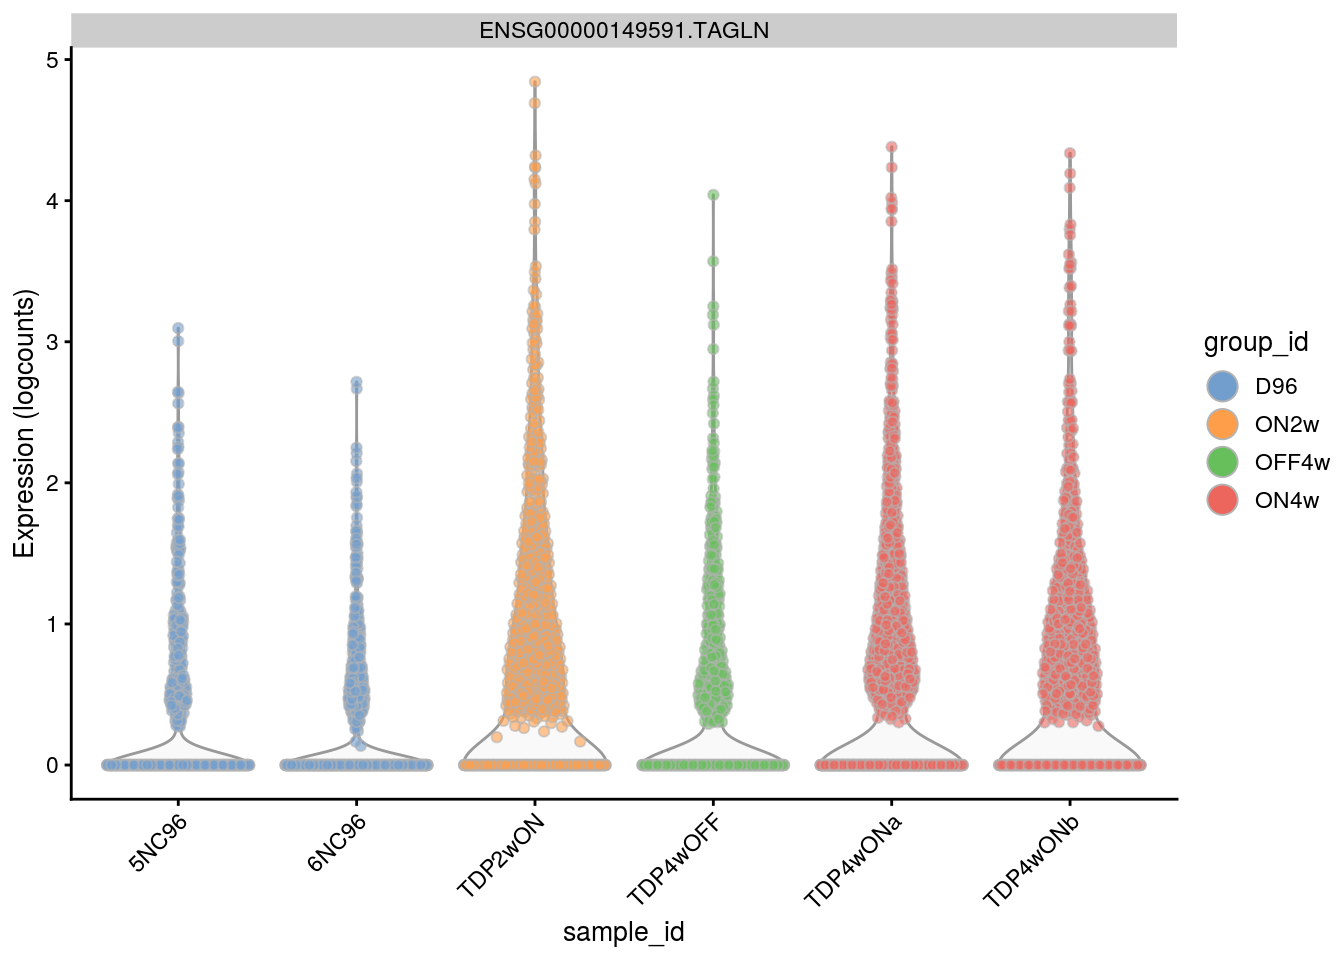 ENSG00000149591.TAGLN
Expression (logcounts)
5
4
3
2
1
0
5NC96
6NC96
TDP2wON
TDP4wOFF
TDP4wONa
TDP4wONb
sample_id
group_id
D96
ON2w
OFF4w
ON4w